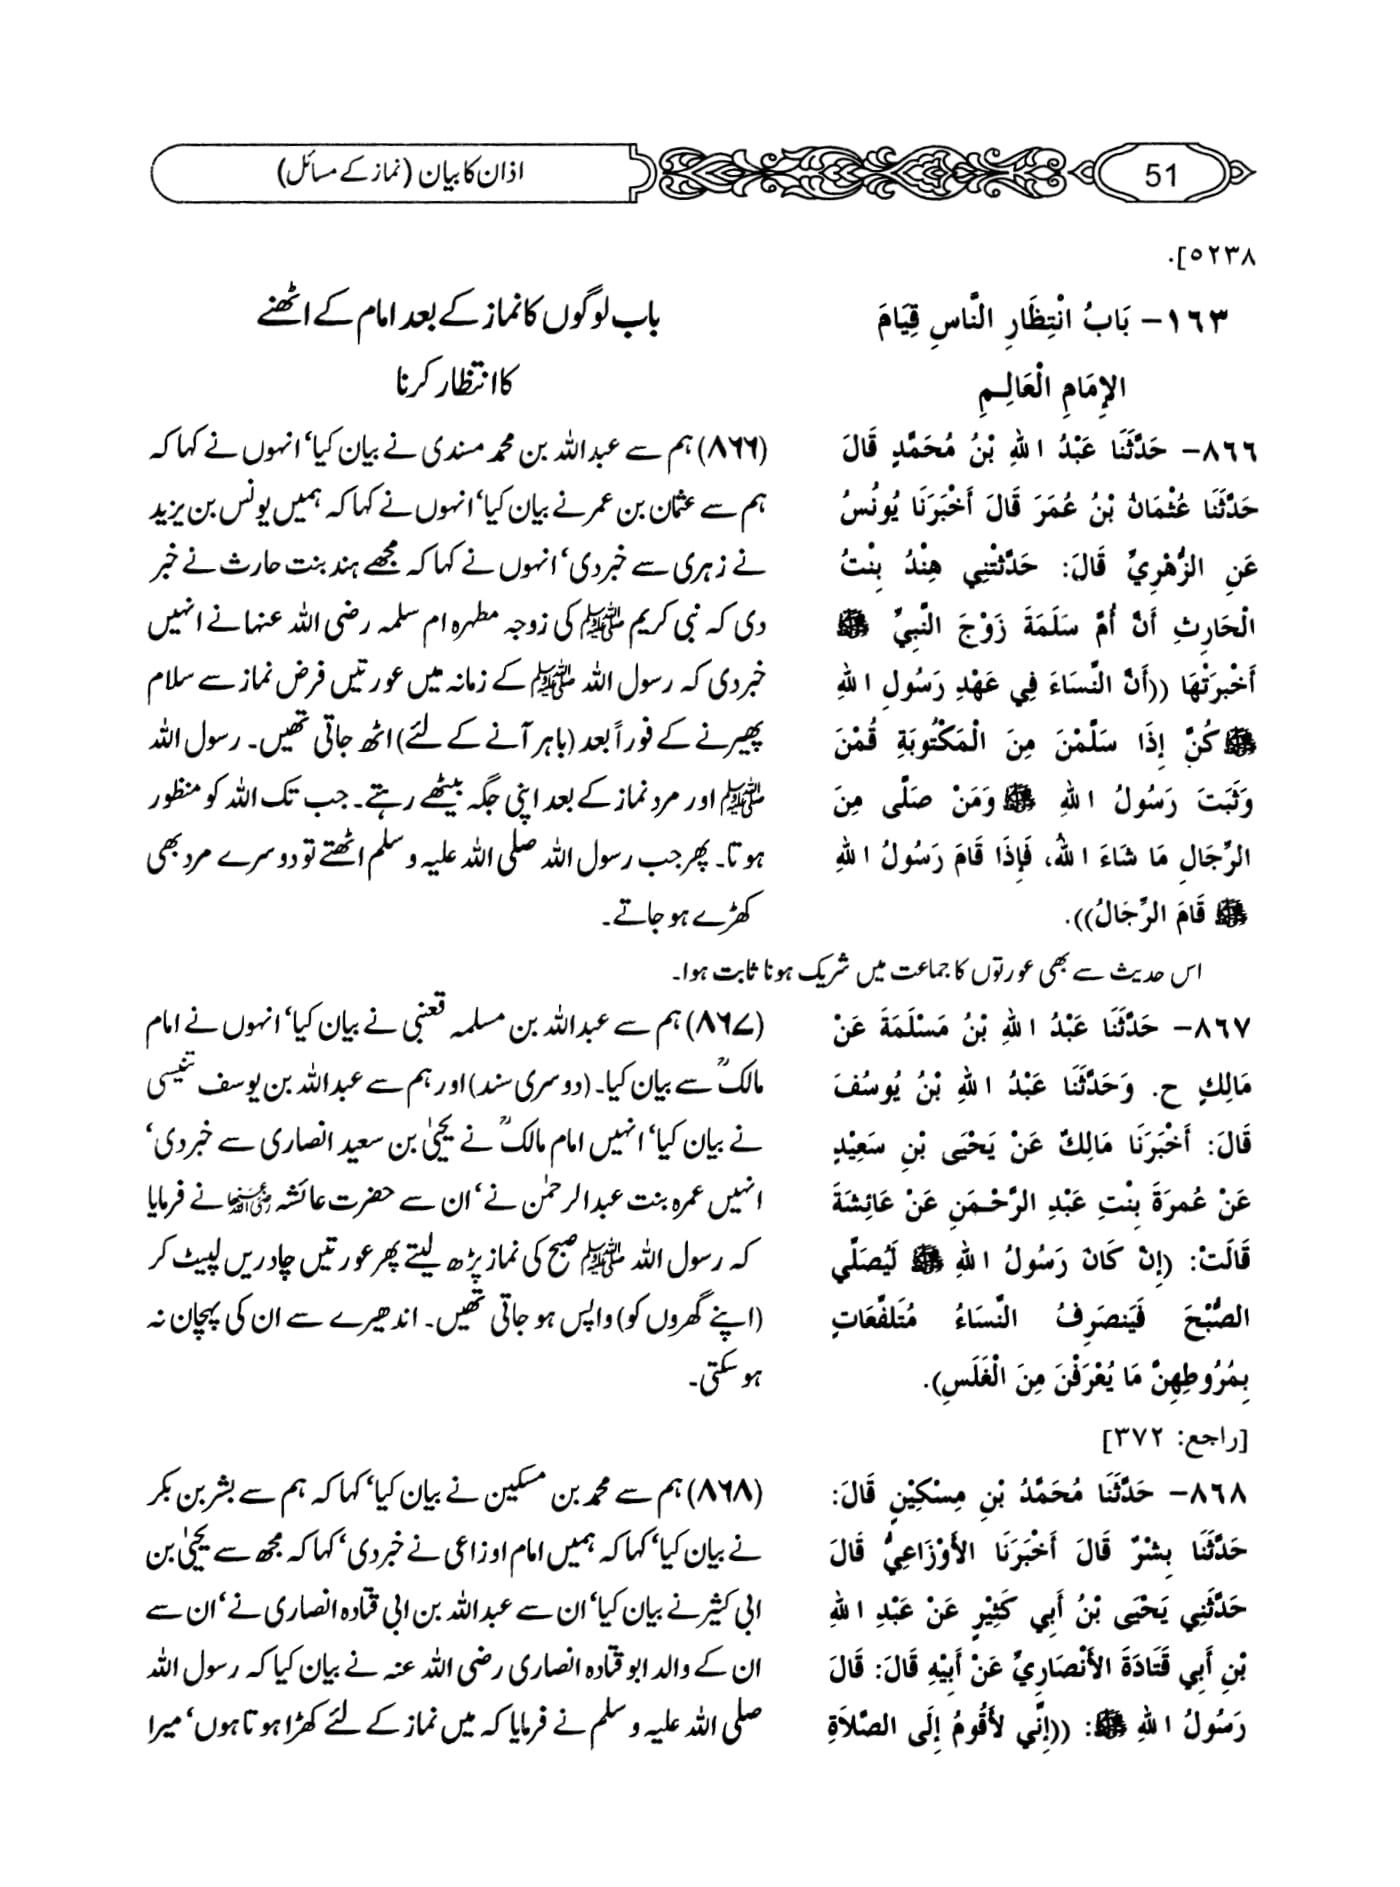 51
اذان کا بیان (نماز کے مسائل)
٥٢٣٨].
١٦٣- بَابُ انْتِظَارِ النَّاسِ قِيَامَ
الإِمَامِ الْعَالِـمِ
٨٦٦- حَدَّثَنَا عَبْدُ اللهِ بْنُ مُحَمَّدٍ قَالَ
حَدَّثَنَا عُثْمَانُ بْنُ عُمَرَ قَالَ أَخْبَرَنَا يُونُسُ
عَنِ الزُّهْرِيِّ قَالَ: حَدَّثَتْنِي هِنْدُ بِنْتُ
الْحَارِثِ أَنَّ أُمَّ سَلَمَةَ زَوْجَ النَّبِيِّ ﷺ
أَخْبَرَتْهَا ((أَنَّ النِّسَاءَ فِي عَهْدِ رَسُولِ اللهِ
ﷺ كُنَّ إِذَا سَلَّمْنَ مِنَ الْمَكْتُوبَةِ قُمْنَ
وَثَبَتَ رَسُولُ اللهِ ﷺ وَمَنْ صَلَّى مِنَ
الرِّجَالِ مَا شَاءَ اللهُ، فَإِذَا قَامَ رَسُولُ اللهِ
ﷺ قَامَ الرِّجَالُ)).
باب لوگوں کا نماز کے بعد امام کے اٹھنے
کا انتظار کرنا
(٨٦٦) ہم سے عبداللہ بن محمد مسندی نے بیان کیا‘ انہوں نے کہا کہ
ہم سے عثمان بن عمر نے بیان کیا‘ انہوں نے کہا کہ ہمیں یونس بن یزید
نے زہری سے خبر دی‘ انہوں نے کہا کہ مجھے ہند بنت حارث نے خبر
دی کہ نبی کریم ﷺ کی زوجہ مطہرہ ام سلمہ رضی اللہ عنہا نے انہیں
خبر دی کہ رسول اللہ ﷺ کے زمانہ میں عورتیں فرض نماز سے سلام
پھیرنے کے فوراً بعد (باہر آنے کے لئے) اٹھ جاتی تھیں۔ رسول اللہ
ﷺ اور مرد نماز کے بعد اپنی جگہ بیٹھے رہتے۔ جب تک اللہ کو منظور
ہوتا۔ پھر جب رسول اللہ صلی اللہ علیہ وسلم اٹھتے تو دوسرے مرد بھی
کھڑے ہو جاتے۔
اس حدیث سے بھی عورتوں کا جماعت میں شریک ہونا ثابت ہوا۔
٨٦٧- حَدَّثَنَا عَبْدُ اللهِ بْنُ مَسْلَمَةَ عَنْ
مَالِكٍ ح. وَحَدَّثَنَا عَبْدُ اللهِ بْنُ يُوسُفَ
قَالَ: أَخْبَرَنَا مَالِكٌ عَنْ يَحْيَى بْنِ سَعِيْدٍ
عَنْ عُمرَةَ بِنْتِ عَبْدِ الرَّحْـمَنِ عَنْ عَائِشَةَ
قَالَتْ: (إِنْ كَانَ رَسُولُ اللهِ ﷺ لَيُصَلِّي
الصُّبْحَ فَيَنصَرِفُ النِّسَاءُ مُتَلَفِّعَاتٍ
بِمُرُوطِهِنَّ مَا يُعْرَفْنَ مِنَ الْغَلَسِ).
[راجع: ٣٧٢]
(٨٦٧) ہم سے عبداللہ بن مسلمہ قعنبی نے بیان کیا‘ انہوں نے امام
مالکؒ سے بیان کیا۔ (دوسری سند) اور ہم سے عبداللہ بن یوسف تنیسی
نے بیان کیا‘ انہیں امام مالکؒ نے یحییٰ بن سعید انصاری سے خبر دی‘
انہیں عمرہ بنت عبدالرحمٰن نے‘ ان سے حضرت عائشہ رضی اللہ عنہا نے فرمایا
کہ رسول اللہ ﷺ صبح کی نماز پڑھ لیتے پھر عورتیں چادریں لپیٹ کر
(اپنے گھروں کو) واپس ہو جاتی تھیں۔ اندھیرے سے ان کی پہچان نہ
ہو سکتی۔
٨٦٨- حَدَّثَنَا مُحَمَّدُ بْنِ مِسْكِيْنٍ قَالَ:
حَدَّثَنَا بِشْرٌ قَالَ أَخْبَرَنَا الأَوْزَاعِيُّ قَالَ
حَدَّثَنِي يَحْيَى بْنُ أَبِي كَثِيْرٍ عَنْ عَبْدِ اللهِ
بْنِ أَبِي قَتَادَةَ الأَنْصَارِيِّ عَنْ أَبِيْهِ قَالَ: قَالَ
رَسُولُ اللهِ ﷺ: ((إِنِّي لأَقُومُ إِلَى الصَّلاَةِ
(٨٦٨) ہم سے محمد بن مسکین نے بیان کیا‘ کہا کہ ہم سے بشر بن بکر
نے بیان کیا‘ کہا کہ ہمیں امام اوزاعی نے خبر دی‘ کہا کہ مجھ سے یحییٰ بن
ابی کثیر نے بیان کیا‘ ان سے عبداللہ بن ابی قتادہ انصاری نے‘ ان سے
ان کے والد ابو قتادہ انصاری رضی اللہ عنہ نے بیان کیا کہ رسول اللہ
صلی اللہ علیہ وسلم نے فرمایا کہ میں نماز کے لئے کھڑا ہوتا ہوں‘ میرا